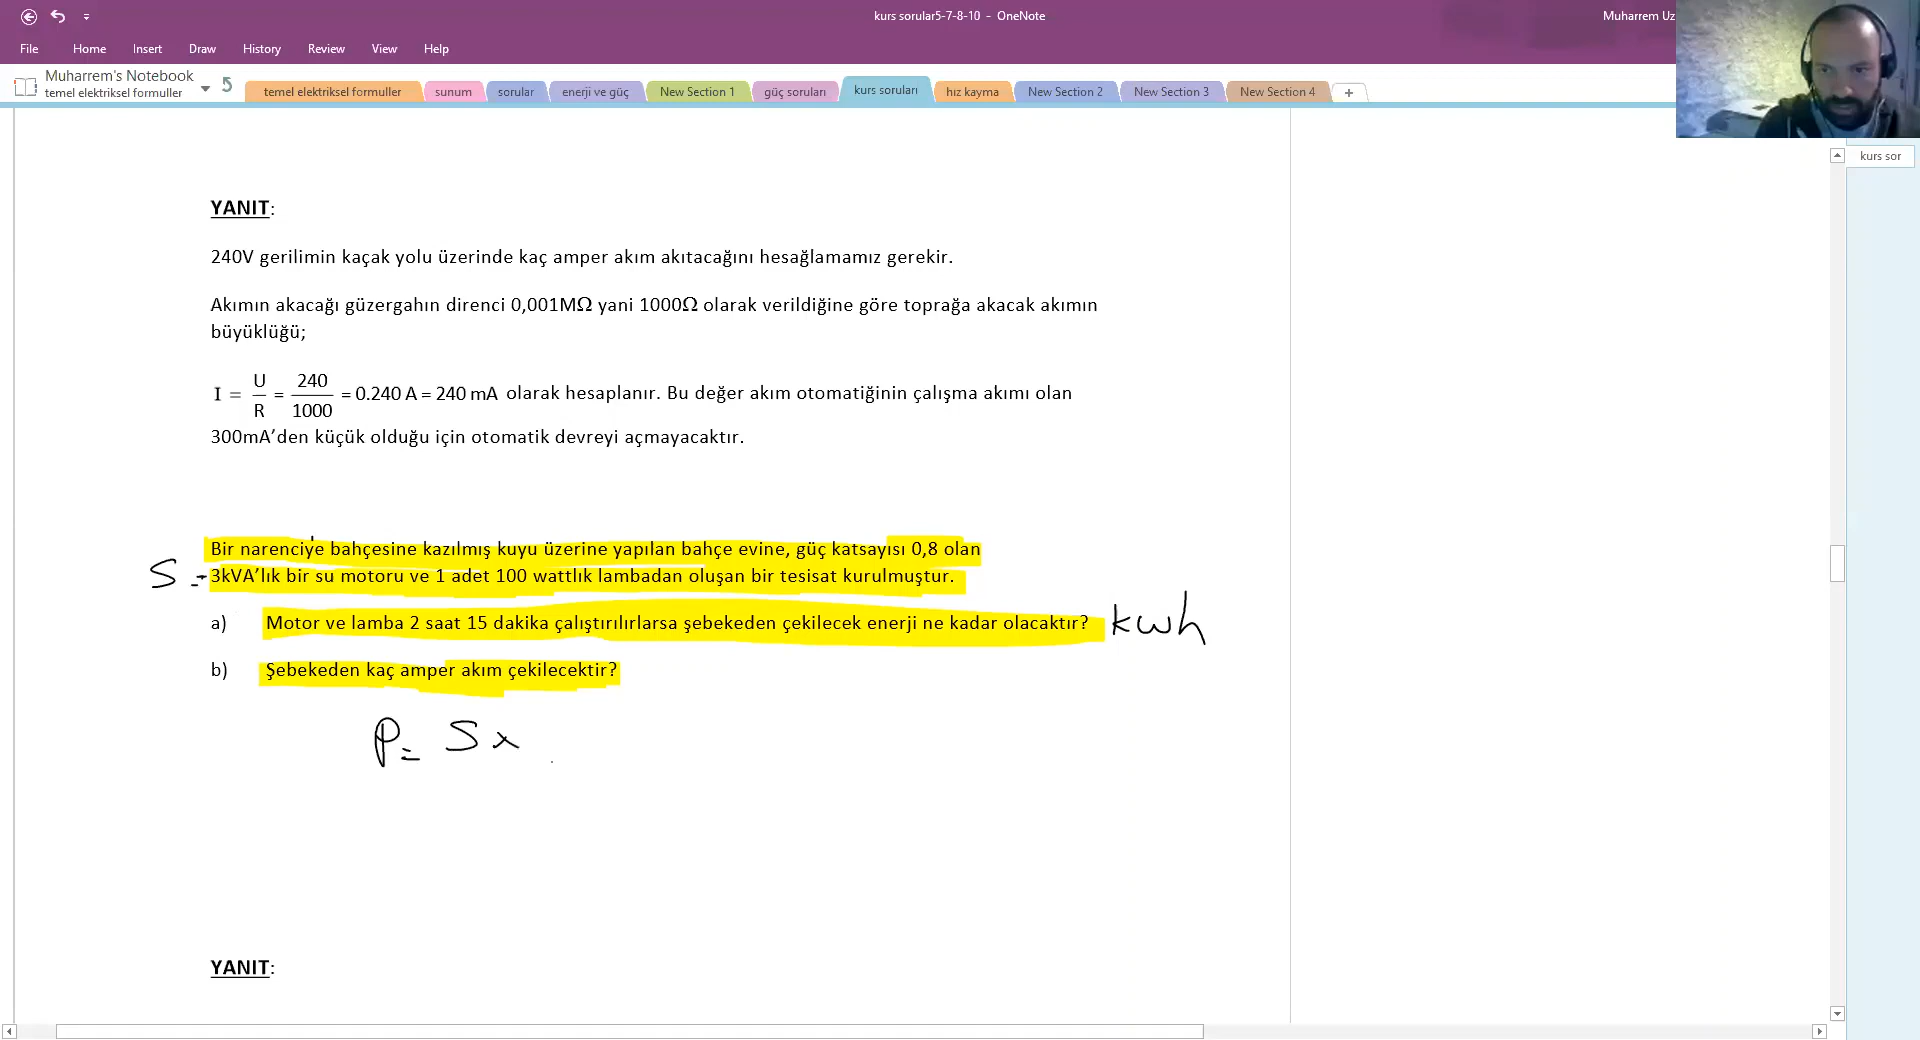 kurs sorular5-7-8-10 - OneNote
Muharrem Uz
File Home Insert Draw History Review View Help
Muharrem's Notebook
temel elektriksel formuller
temel elektriksel formuller sunum sorular enerji ve güç New Section 1 güç soruları kurs soruları hız kayma New Section 2 New Section 3 New Section 4 +
kurs sor
YANIT:
240V gerilimin kaçak yolu üzerinde kaç amper akım akıtacağını hesağlamamız gerekir.
Akımın akacağı güzergahın direnci 0,001MΩ yani 1000Ω olarak verildiğine göre toprağa akacak akımın
büyüklüğü;
I = U/R = 240/1000 = 0.240 A = 240 mA olarak hesaplanır. Bu değer akım otomatiğinin çalışma akımı olan
300mA’den küçük olduğu için otomatik devreyi açmayacaktır.
Bir narenciye bahçesine kazılmış kuyu üzerine yapılan bahçe evine, güç katsayısı 0,8 olan
S = 3kVA’lık bir su motoru ve 1 adet 100 wattlık lambadan oluşan bir tesisat kurulmuştur.
a) Motor ve lamba 2 saat 15 dakika çalıştırılırlarsa şebekeden çekilecek enerji ne kadar olacaktır? kwh
b) Şebekeden kaç amper akım çekilecektir?
P = S x
YANIT: